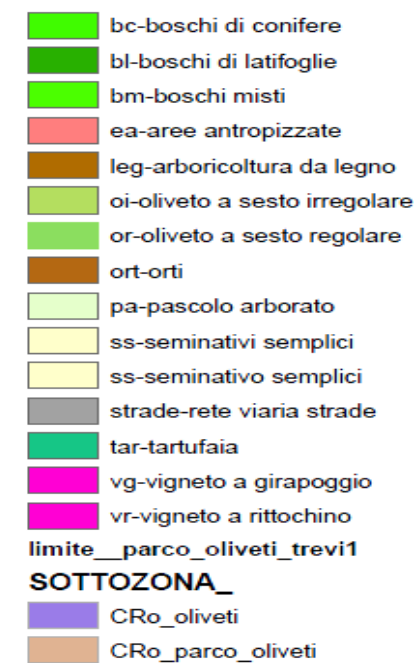 bc-boschi di conifere
bl-boschi di latifoglie
bm-boschi misti
ea-aree antropizzate
leg-arboricoltura da legno
oi-oliveto a sesto irregolare
or-oliveto a sesto regolare
ort-orti
pa-pascolo arborato
ss-seminativi semplici
ss-seminativo semplici
strade-rete viaria strade
tar-tartufaia
vg-vigneto a girapoggio
vr-vigneto a rittochino
limite__parco_oliveti_trevi1
SOTTOZONA_
CRo_oliveti
CRo_parco_oliveti